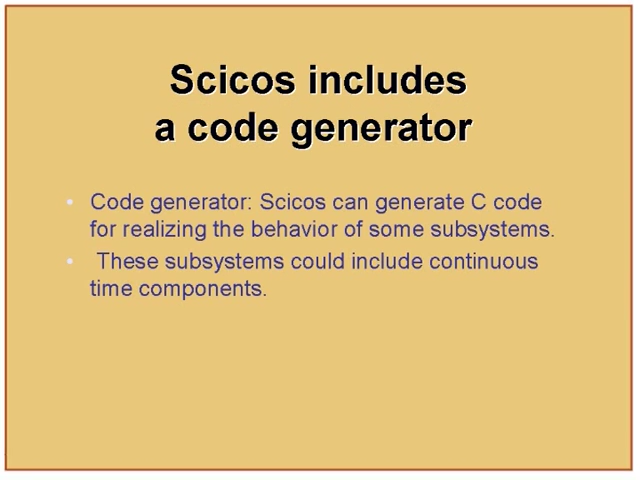 Scicos includes
a code generator
• Code generator: Scicos can generate C code
for realizing the behavior of some subsystems.
• These subsystems could include continuous
time components.